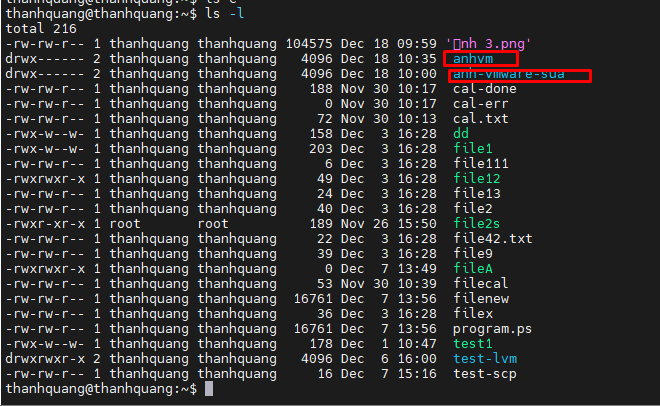 thanhquang@thanhquang:~$ ls -l
total 216
-rw-rw-r-- 1 thanhquang thanhquang 104575 Dec 18 09:59 '▯nh 3.png'
drwx------ 2 thanhquang thanhquang 4096 Dec 18 10:35 anhvm
drwx------ 2 thanhquang thanhquang 4096 Dec 18 10:00 anh-vmware-sua
-rw-rw-r-- 1 thanhquang thanhquang 188 Nov 30 10:17 cal-done
-rw-rw-r-- 1 thanhquang thanhquang 0 Nov 30 10:17 cal-err
-rw-rw-r-- 1 thanhquang thanhquang 72 Nov 30 10:13 cal.txt
-rwx-w--w- 1 thanhquang thanhquang 158 Dec 3 16:28 dd
-rwx-w--w- 1 thanhquang thanhquang 203 Dec 3 16:28 file1
-rw-rw-r-- 1 thanhquang thanhquang 6 Dec 3 16:28 file111
-rwxrwxr-x 1 thanhquang thanhquang 49 Dec 3 16:28 file12
-rw-rw-r-- 1 thanhquang thanhquang 24 Dec 3 16:28 file13
-rw-rw-r-- 1 thanhquang thanhquang 40 Dec 3 16:28 file2
-rwxr-xr-x 1 root root 189 Nov 26 15:50 file2s
-rw-rw-r-- 1 thanhquang thanhquang 22 Dec 3 16:28 file42.txt
-rw-rw-r-- 1 thanhquang thanhquang 39 Dec 3 16:28 file9
-rwxrwxr-x 1 thanhquang thanhquang 0 Dec 7 13:49 fileA
-rw-rw-r-- 1 thanhquang thanhquang 53 Nov 30 10:39 filecal
-rw-rw-r-- 1 thanhquang thanhquang 16761 Dec 7 13:56 filenew
-rw-rw-r-- 1 thanhquang thanhquang 36 Dec 3 16:28 filex
-rw-rw-r-- 1 thanhquang thanhquang 16761 Dec 7 13:56 program.ps
-rwx-w--w- 1 thanhquang thanhquang 178 Dec 1 10:47 test1
drwxrwxr-x 2 thanhquang thanhquang 4096 Dec 6 16:00 test-lvm
-rw-rw-r-- 1 thanhquang thanhquang 16 Dec 7 15:16 test-scp
thanhquang@thanhquang:~$